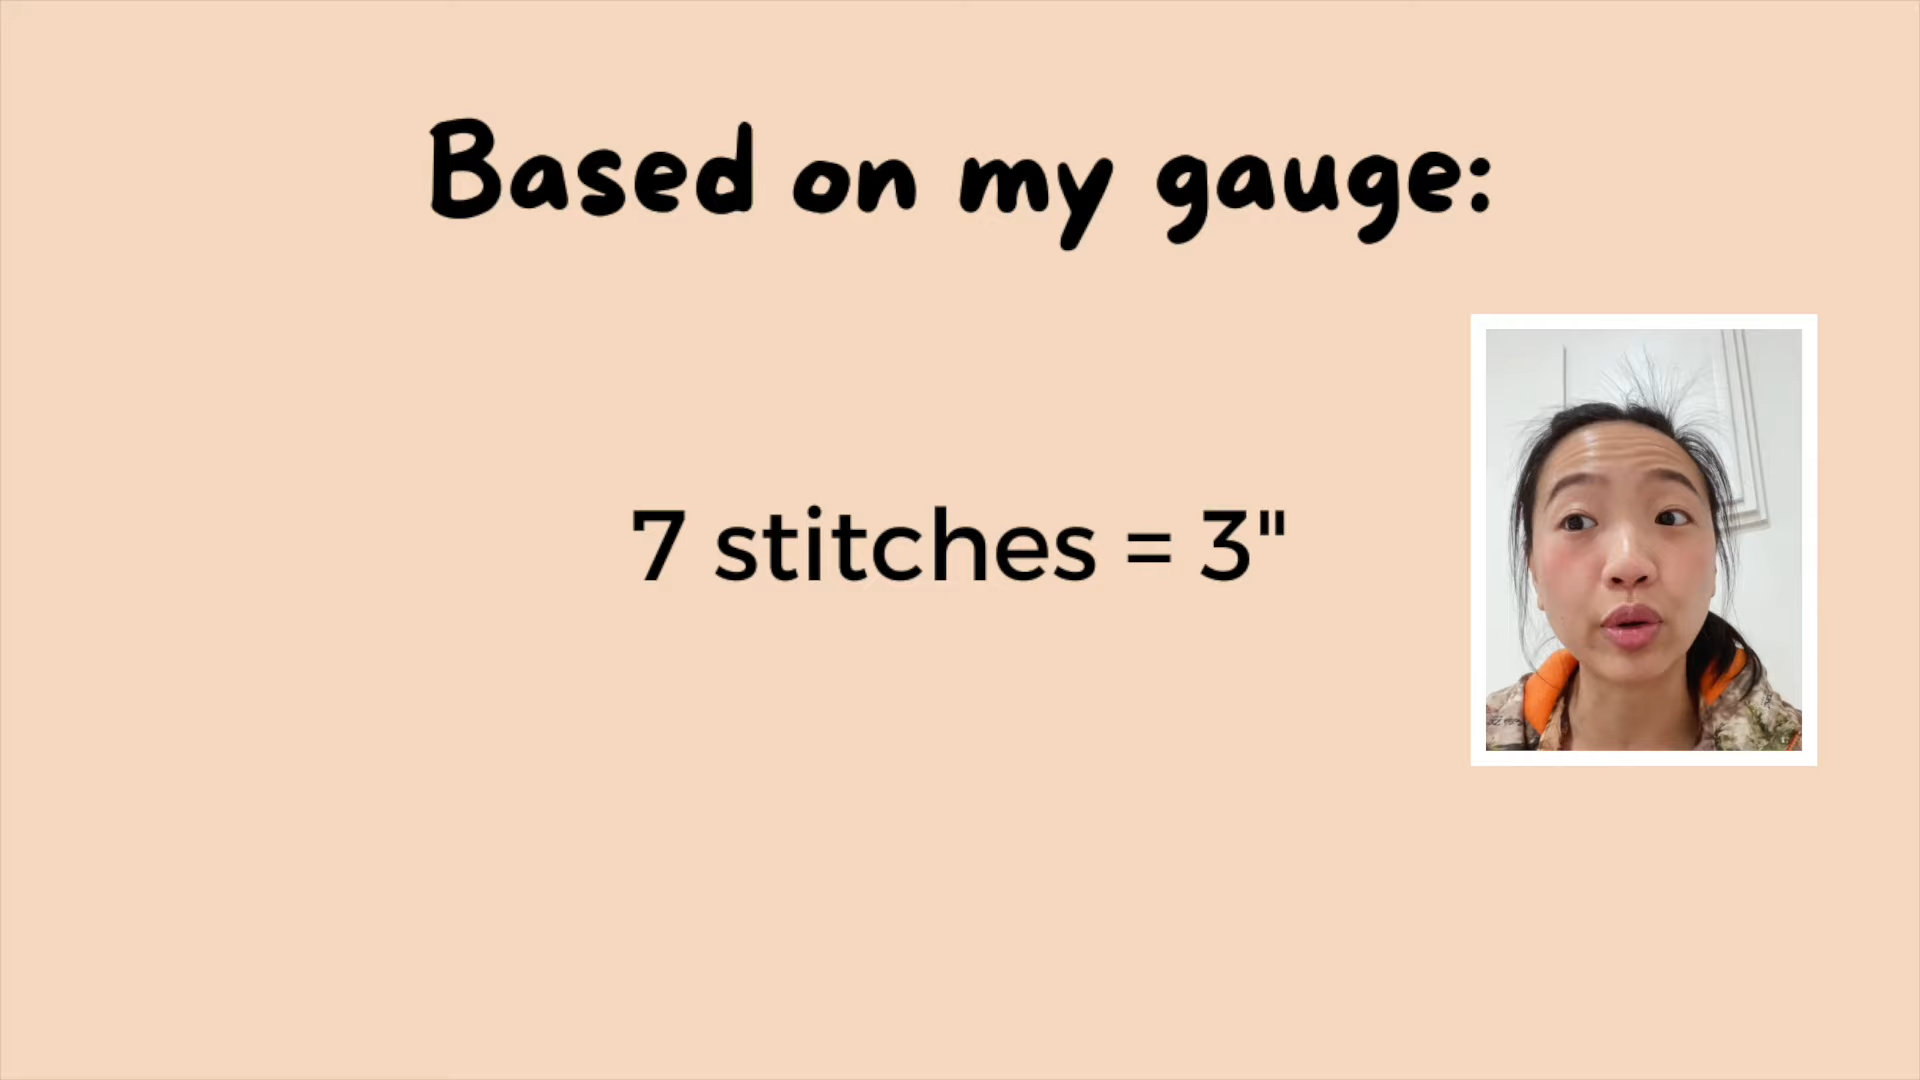 Based on my gauge:
7 stitches = 3"